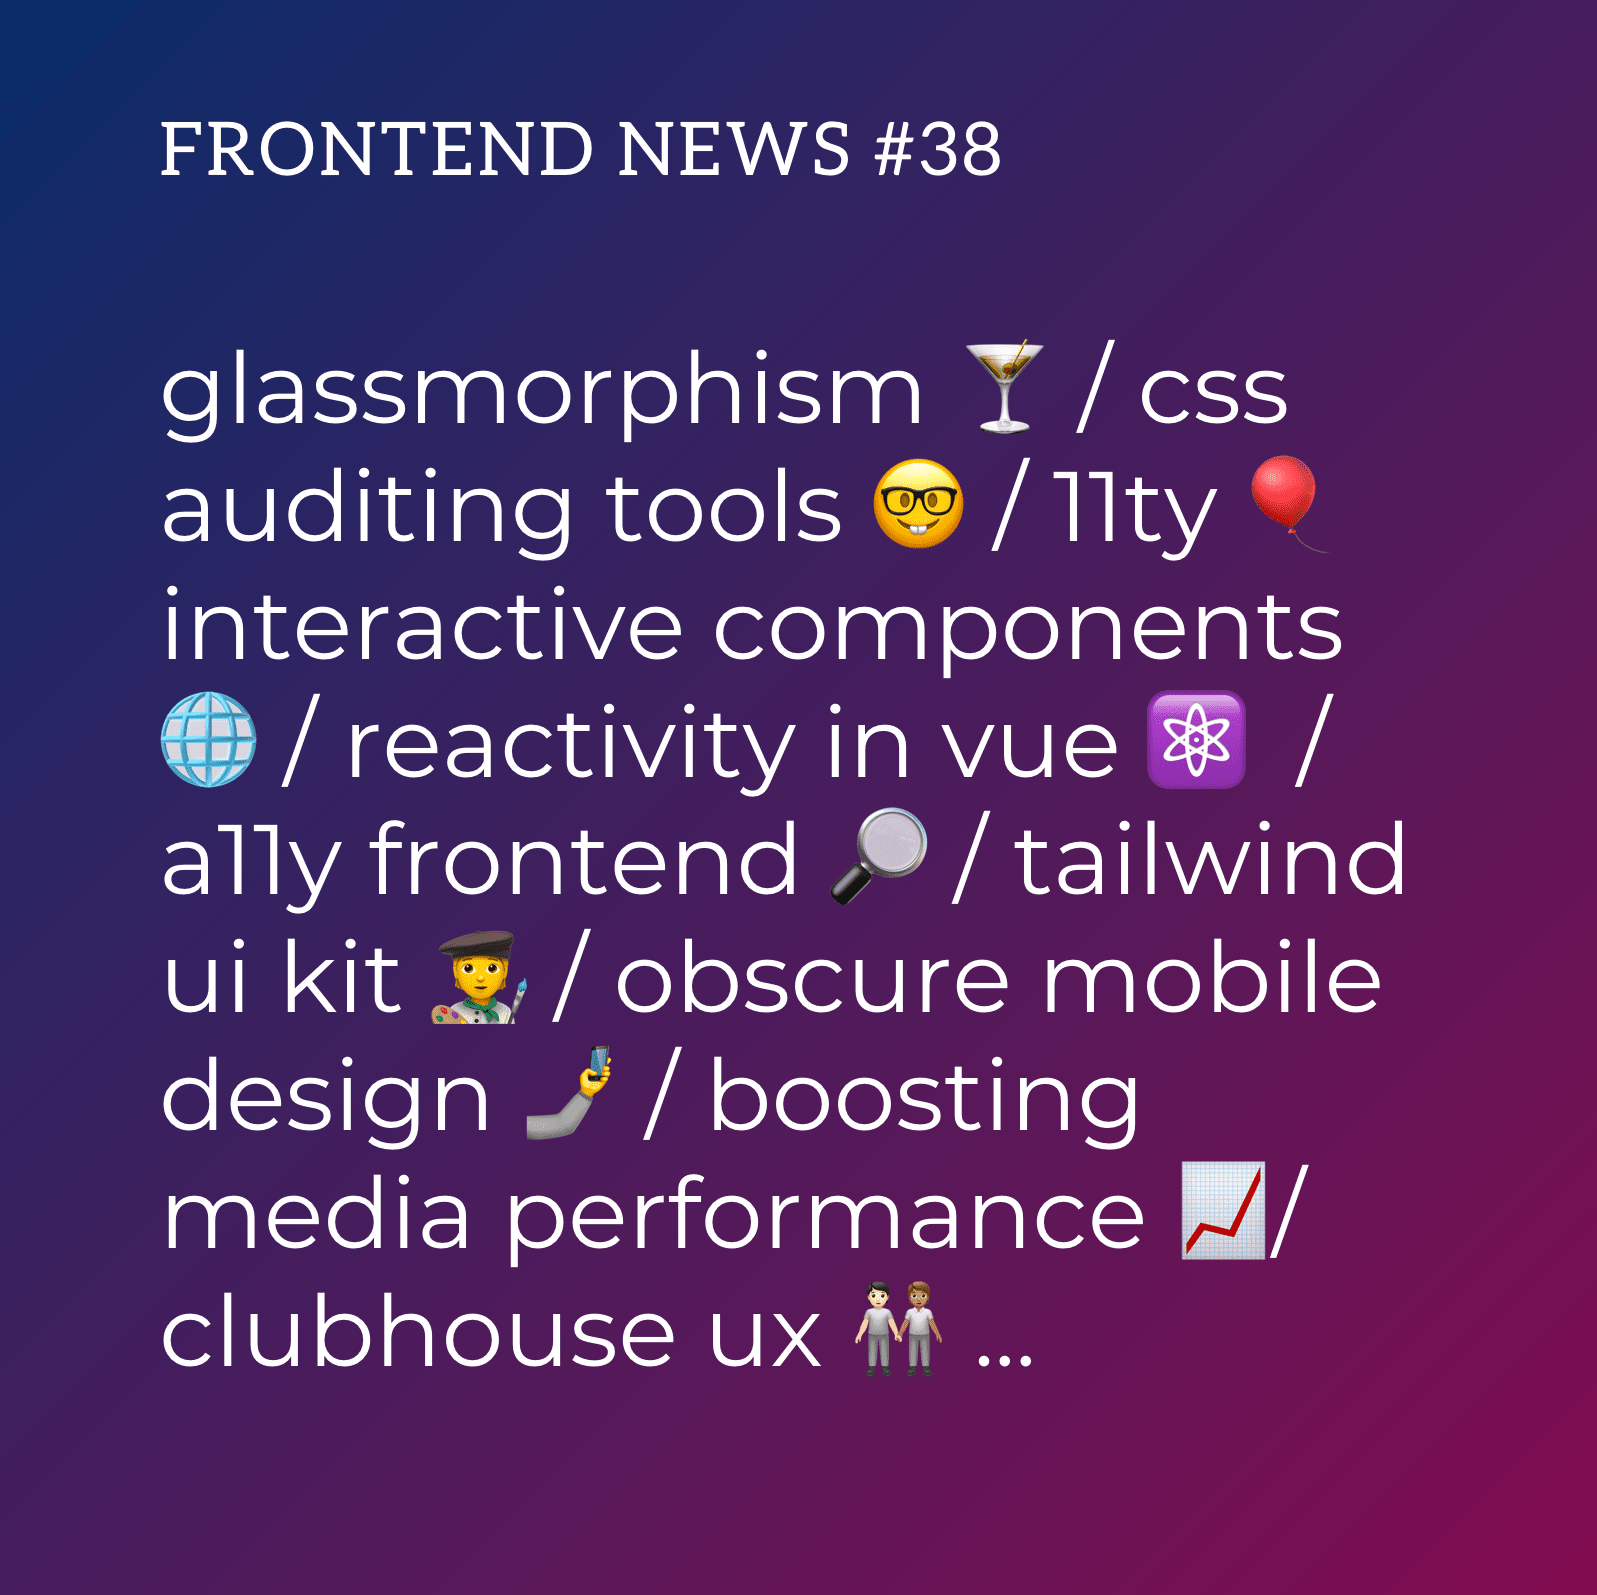 FRONTEND NEWS #38
glassmorphism 🍸 / css
auditing tools 🤓 / 11ty 🎈
interactive components
🌐 / reactivity in vue ⚛️ /
a11y frontend 🔎 / tailwind
ui kit 🧑‍🎨 / obscure mobile
design 🤳 / boosting
media performance 📈/
clubhouse ux 🧑🏻‍🤝‍🧑🏽 ...